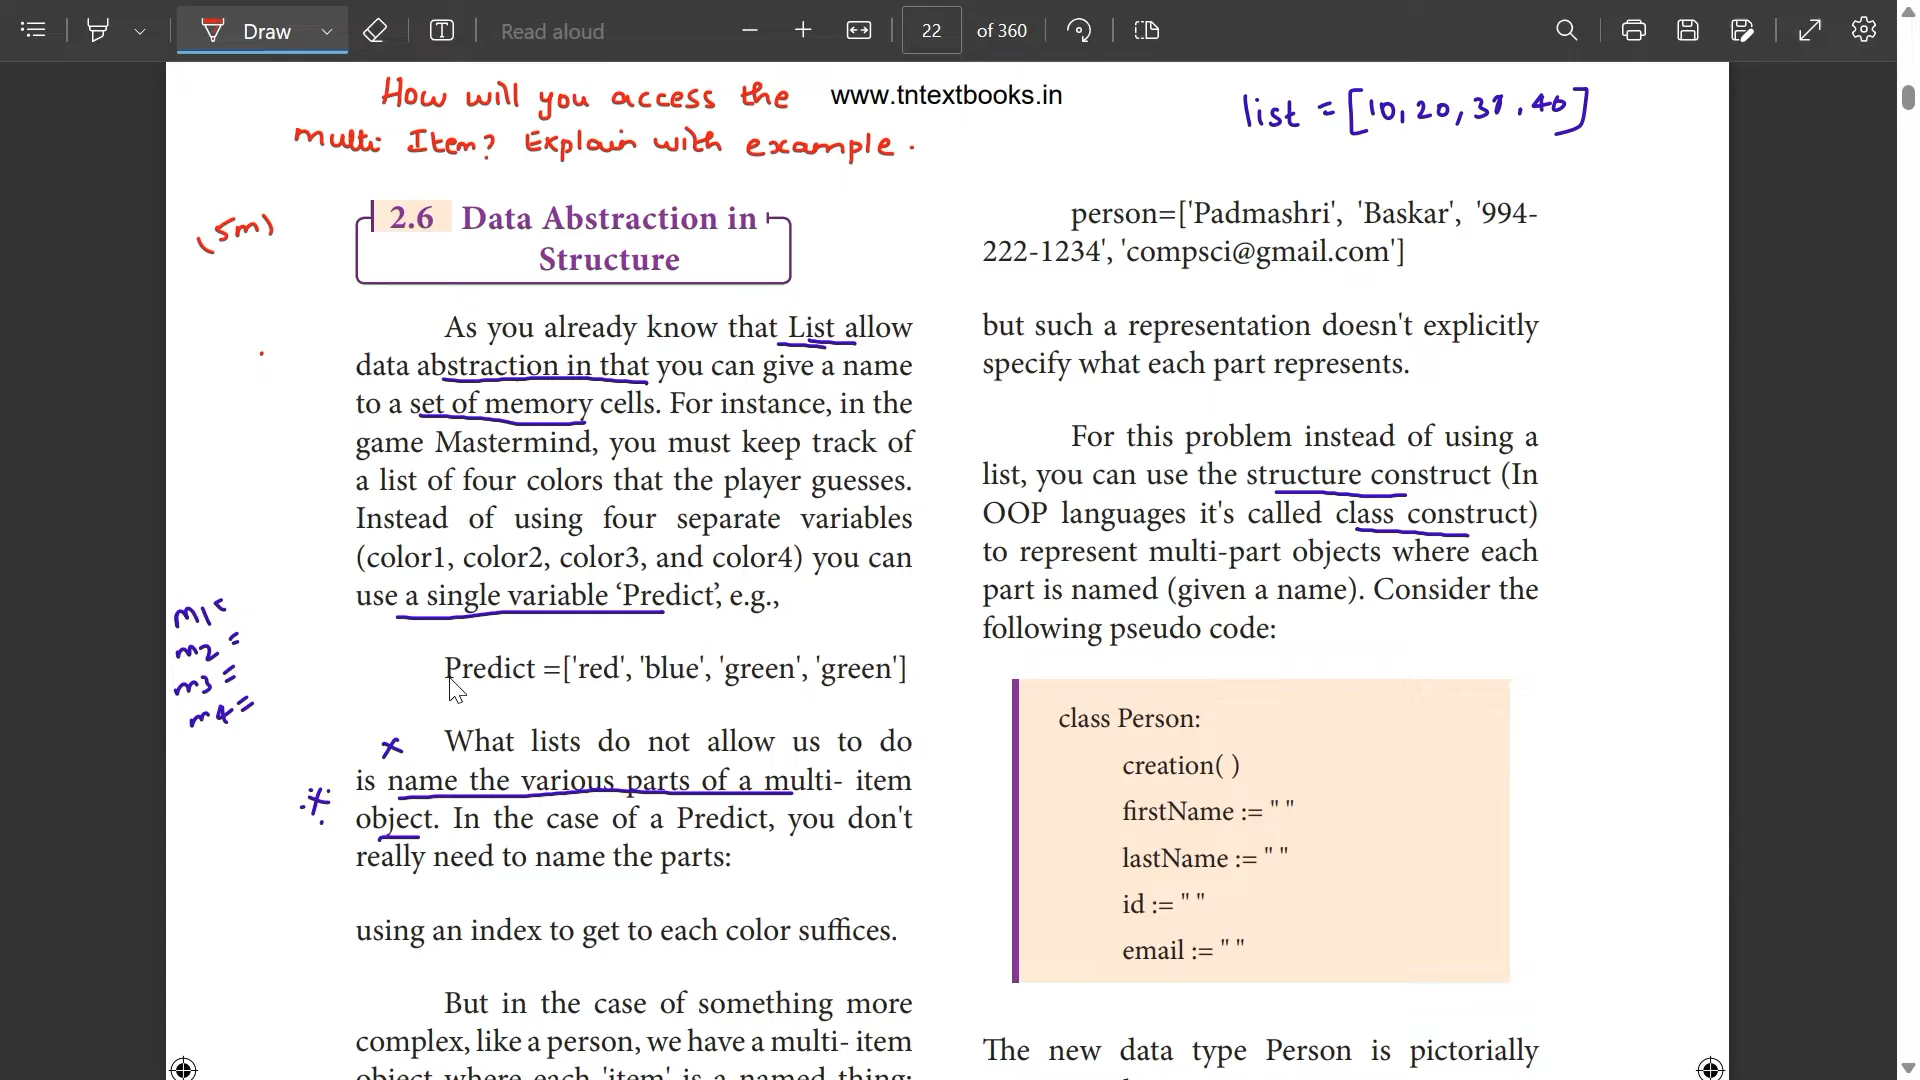 Draw
Read aloud
22 of 360
How will you access the
multi Item? Explain with example.
www.tntextbooks.in
list = [10, 20, 31, 40]
(5m)
2.6 Data Abstraction in
Structure
As you already know that List allow
data abstraction in that you can give a name
to a set of memory cells. For instance, in the
game Mastermind, you must keep track of
a list of four colors that the player guesses.
Instead of using four separate variables
(color1, color2, color3, and color4) you can
use a single variable ‘Predict’, e.g.,
m1=
m2=
m3=
m4=
Predict =['red', 'blue', 'green', 'green']
x What lists do not allow us to do
is name the various parts of a multi- item
object. In the case of a Predict, you don't
really need to name the parts:
using an index to get to each color suffices.
But in the case of something more
complex, like a person, we have a multi- item
object where each 'item' is a named thing:
person=['Padmashri', 'Baskar', '994-
222-1234', 'compsci@gmail.com']
but such a representation doesn't explicitly
specify what each part represents.
For this problem instead of using a
list, you can use the structure construct (In
OOP languages it's called class construct)
to represent multi-part objects where each
part is named (given a name). Consider the
following pseudo code:
class Person:
creation( )
firstName := " "
lastName := " "
id := " "
email := " "
The new data type Person is pictorially